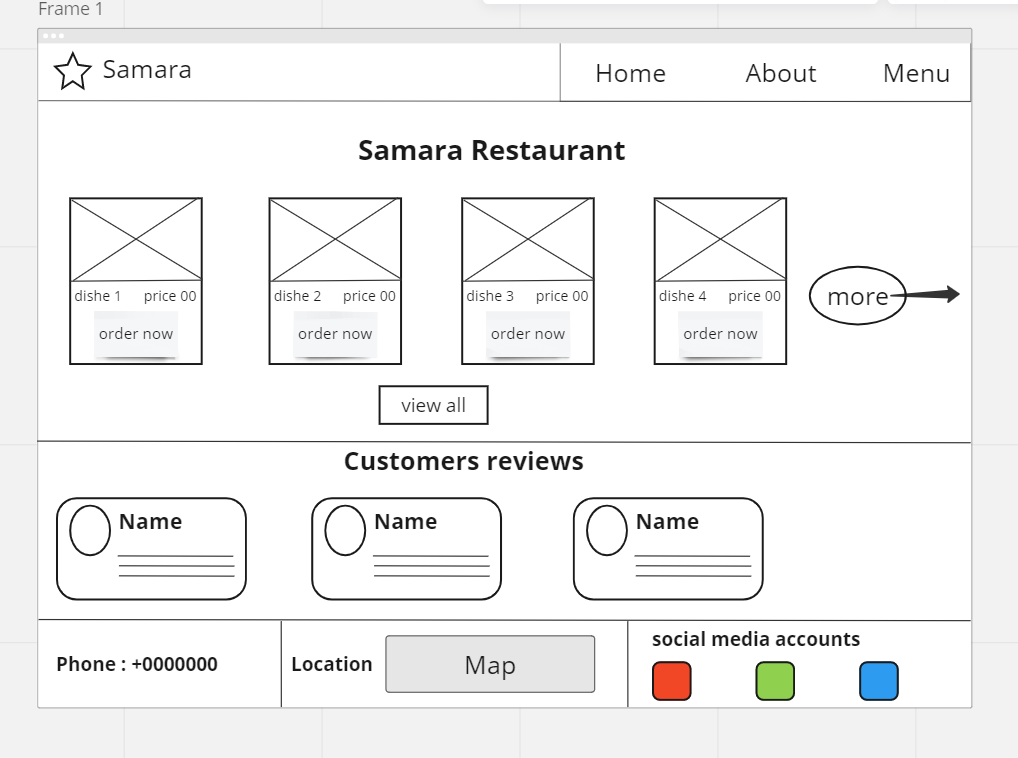 Frame 1
Samara
Home About Menu
Samara Restaurant
dishe 1 price 00
order now
dishe 2 price 00
order now
dishe 3 price 00
order now
dishe 4 price 00
order now
more
view all
Customers reviews
Name
Name
Name
Phone : +0000000
Location
Map
social media accounts